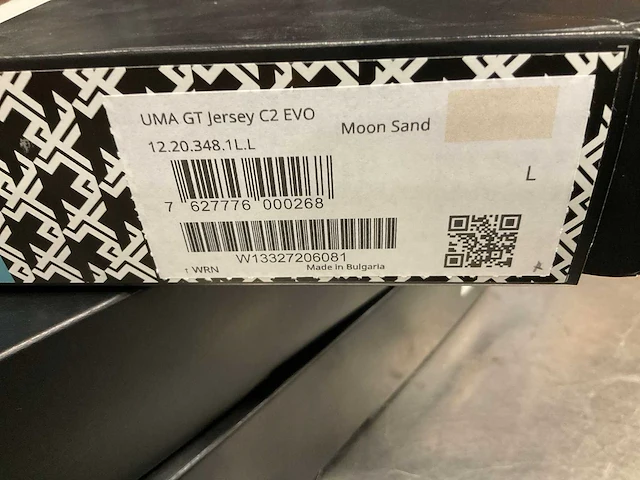 UMA GT Jersey C2 EVO
Moon Sand
12.20.348.1L.L
L
7 627776 000268
W13327206081
↑ WRN
Made in Bulgaria